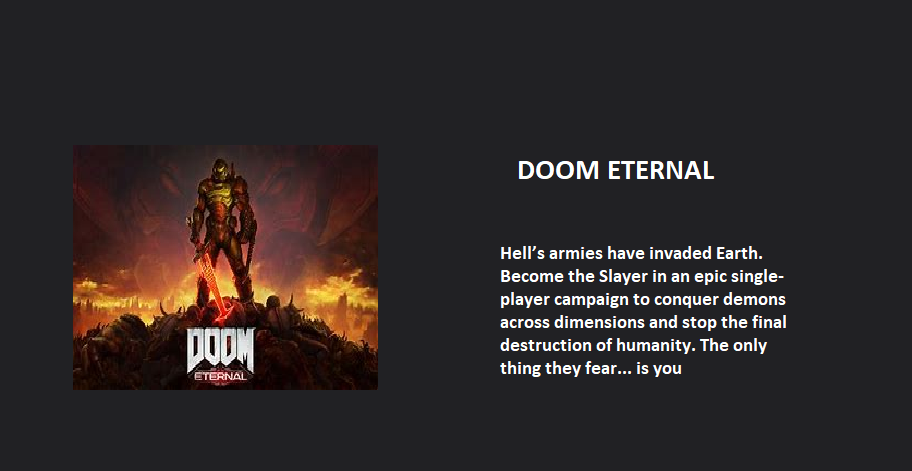 DOOM
ETERNAL
DOOM ETERNAL
Hell’s armies have invaded Earth.
Become the Slayer in an epic single-
player campaign to conquer demons
across dimensions and stop the final
destruction of humanity. The only
thing they fear... is you